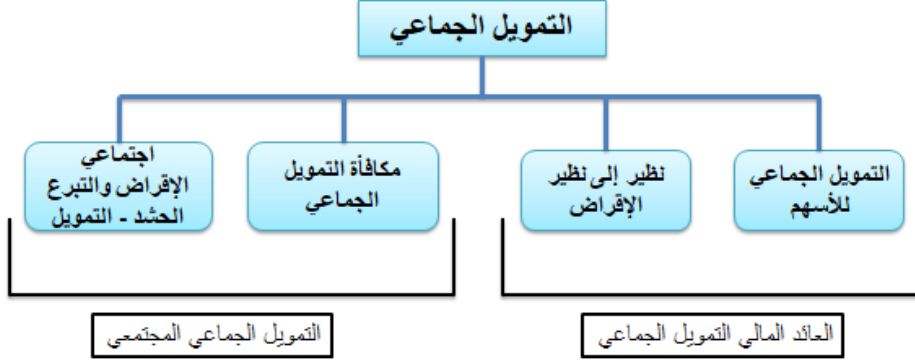 التمويل الجماعي
التمويل الجماعي
للأسهم
نظير إلى نظير
الإقراض
مكافأة التمويل
الجماعي
اجتماعي
الإقراض والتبرع
الحشد - التمويل
العائد المالي التمويل الجماعي
التمويل الجماعي المجتمعي